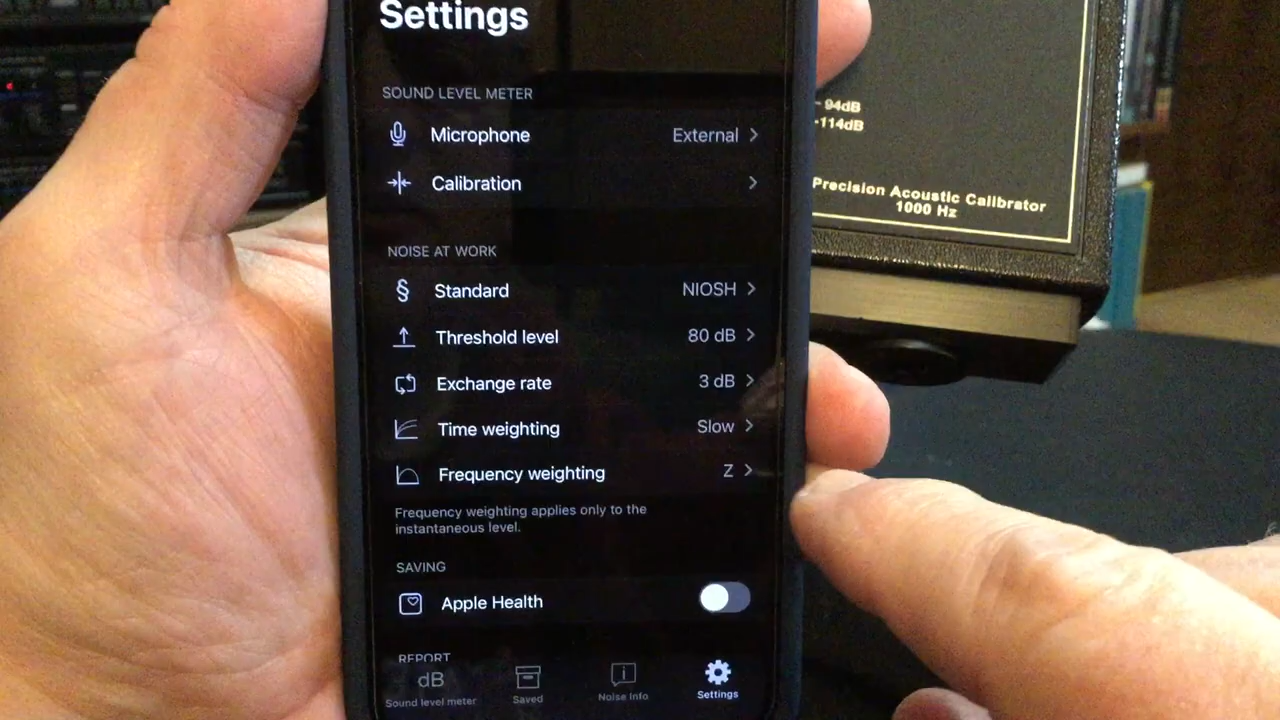 Settings
SOUND LEVEL METER
Microphone External
Calibration
NOISE AT WORK
Standard NIOSH
Threshold level 80 dB
Exchange rate 3 dB
Time weighting Slow
Frequency weighting Z
Frequency weighting applies only to the
instantaneous level.
SAVING
Apple Health
REPORT
dB
Sound level meter Saved Noise Info Settings
- 94dB
-114dB
Precision Acoustic Calibrator
1000 Hz